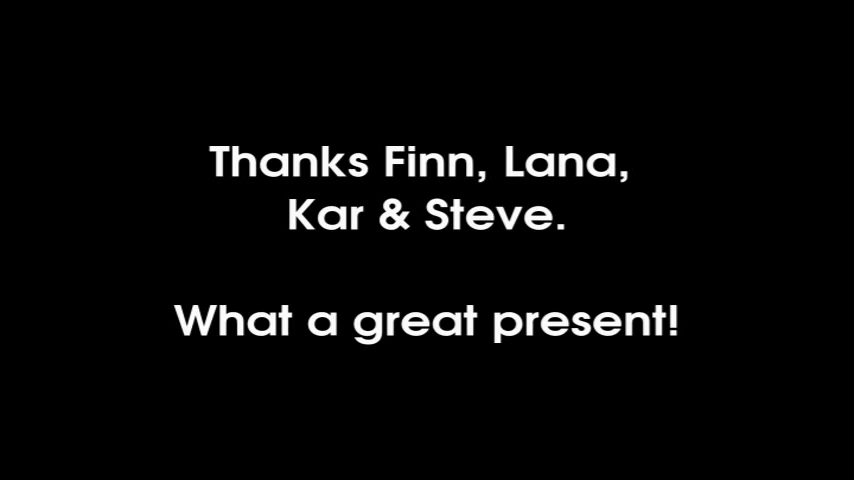 Thanks Finn, Lana,
Kar & Steve.
What a great present!